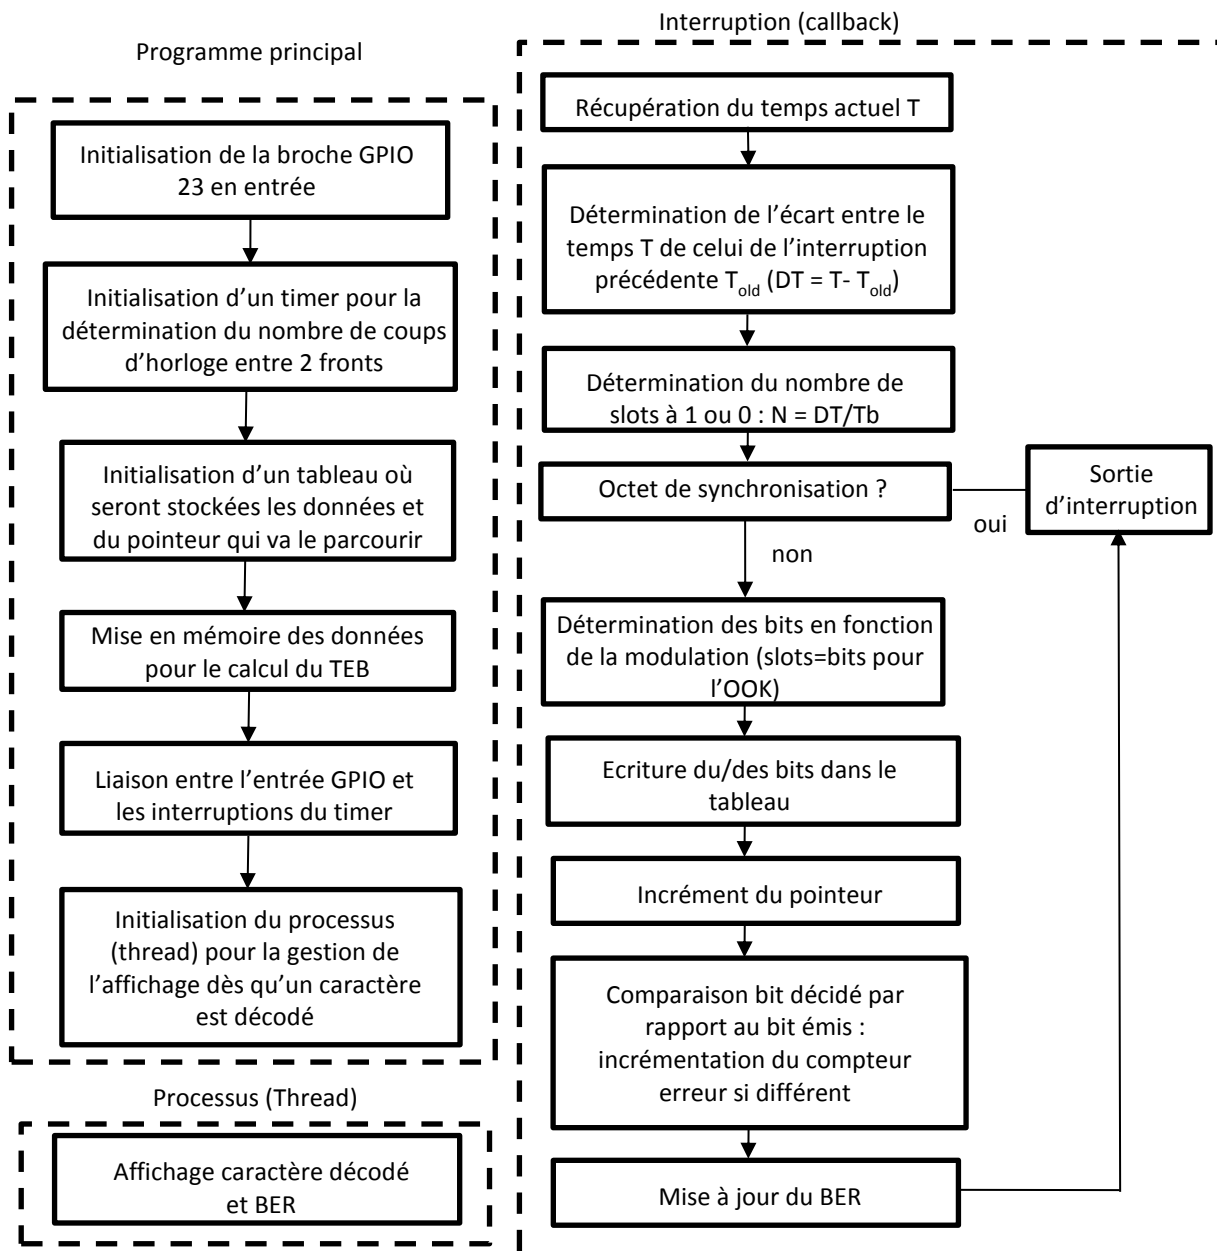 Programme principal
Initialisation de la broche GPIO
23 en entrée
Initialisation d'un timer pour la
détermination du nombre de coups
d'horloge entre 2 fronts
Initialisation d'un tableau où
seront stockées les données et
du pointeur qui va le parcourir
Mise en mémoire des données
pour le calcul du TEB
Liaison entre l'entrée GPIO et
les interruptions du timer
Initialisation du processus
(thread) pour la gestion de
l'affichage dès qu'un caractère
est décodé
Processus (Thread)
Affichage caractère décodé
et BER
Interruption (callback)
Récupération du temps actuel T
Détermination de l'écart entre le
temps T de celui de l'interruption
précédente Told (DT = T- Told)
Détermination du nombre de
slots à 1 ou 0 : N = DT/Tb
Octet de synchronisation ?
oui
Sortie
d'interruption
non
Détermination des bits en fonction
de la modulation (slots=bits pour
l'OOK)
Ecriture du/des bits dans le
tableau
Incrément du pointeur
Comparaison bit décidé par
rapport au bit émis :
incrémentation du compteur
erreur si différent
Mise à jour du BER